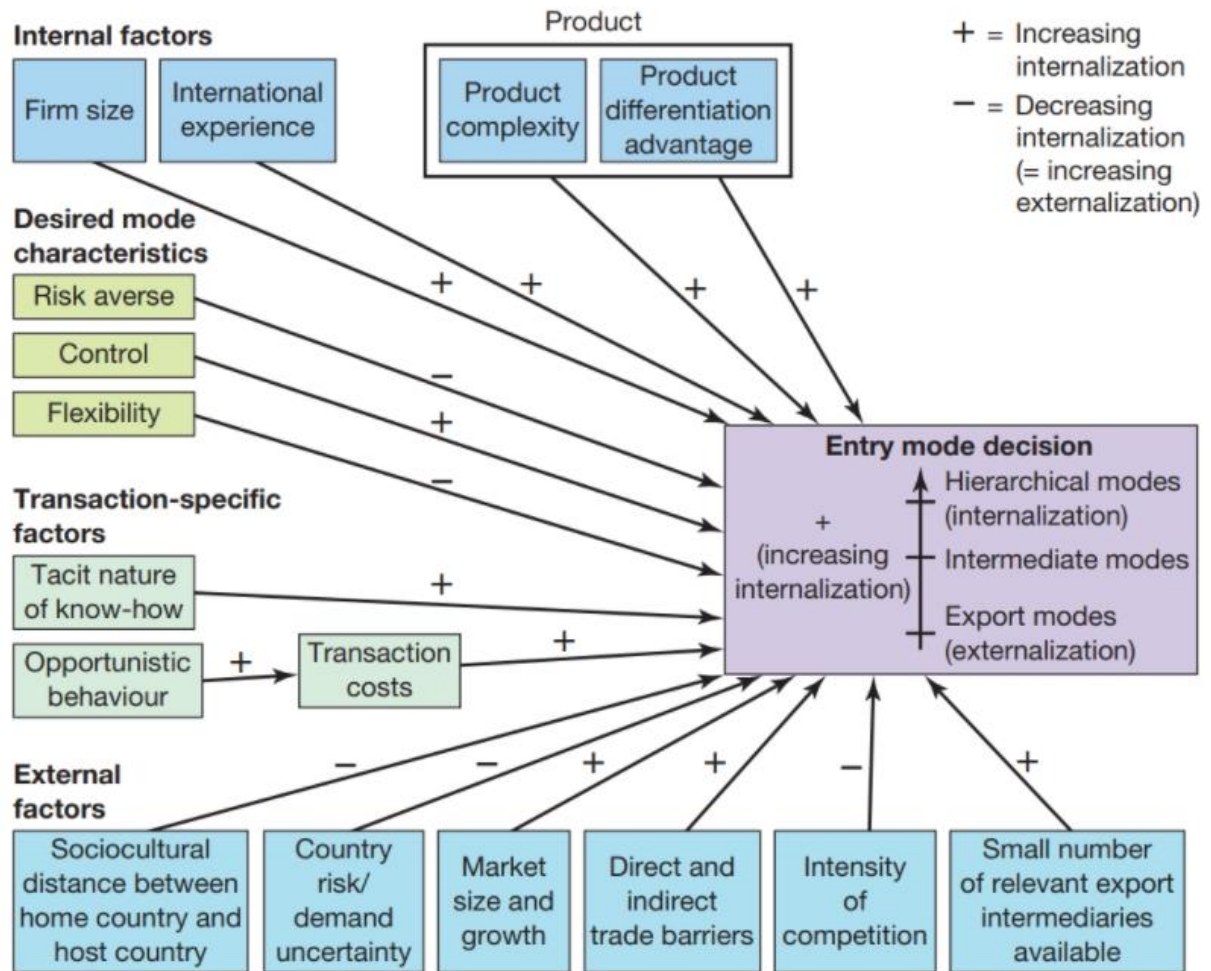 Product
Internal factors
Firm size
International
experience
Product
complexity
Product
differentiation
advantage
+ = Increasing
internalization
− = Decreasing
internalization
(= increasing
externalization)
Desired mode
characteristics
Risk averse
Control
Flexibility
+
+
+
+
−
+
−
Transaction-specific
factors
Tacit nature
of know-how
+
Opportunistic
behaviour
+
Transaction
costs
+
Entry mode decision
+
(increasing
internalization)
Hierarchical modes
(internalization)
Intermediate modes
Export modes
(externalization)
External
factors
−
−
+
+
−
+
Sociocultural
distance between
home country and
host country
Country
risk/
demand
uncertainty
Market
size and
growth
Direct and
indirect
trade barriers
Intensity
of
competition
Small number
of relevant export
intermediaries
available